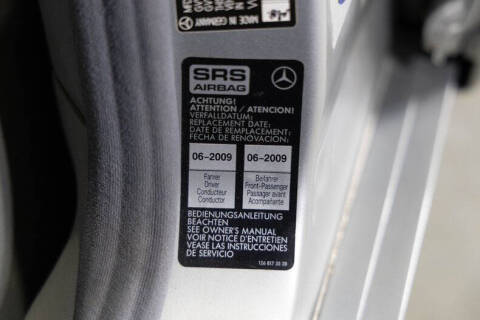 MADE IN GERMANY
SRS
AIRBAG
ACHTUNG!
ATTENTION / ATENCION!
VERFALLDATUM:
REPLACEMENT DATE:
DATE DE REMPLACEMENT:
FECHA DE RENOVACION:
06-2009 06-2009
Fahrer Beifahrer
Driver Front-Passenger
Conducteur Passager avant
Conductor Acompañante
BEDIENUNGSANLEITUNG
BEACHTEN
SEE OWNER'S MANUAL
VOIR NOTICE D'ENTRETIEN
VEASE LAS INSTRUCCIONES
DE SERVICIO